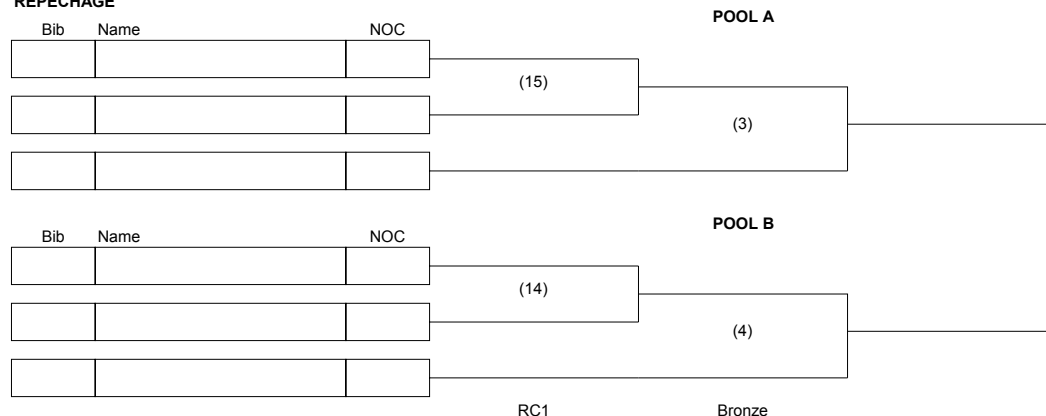 REPECHAGE
POOL A
Bib Name NOC
(15)
(3)
POOL B
Bib Name NOC
(14)
(4)
RC1 Bronze